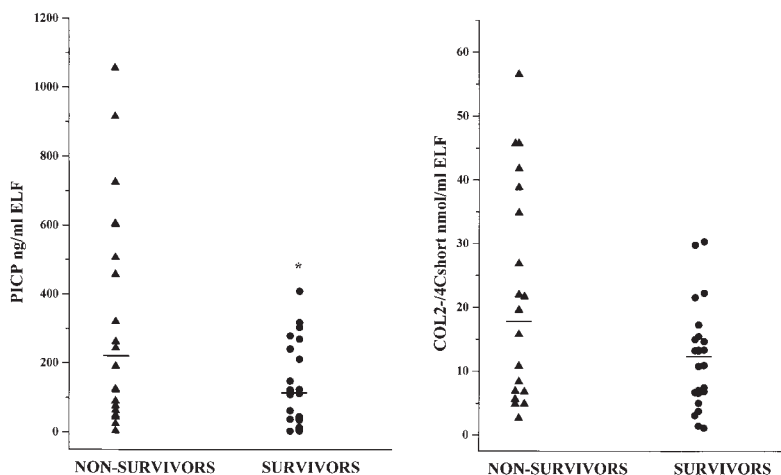 1200
1000
800
600
400
200
0
PICP ng/ml ELF
NON-SURVIVORS
SURVIVORS
*
60
50
40
30
20
10
0
COL2-/4Cshort nmol/ml ELF
NON-SURVIVORS
SURVIVORS